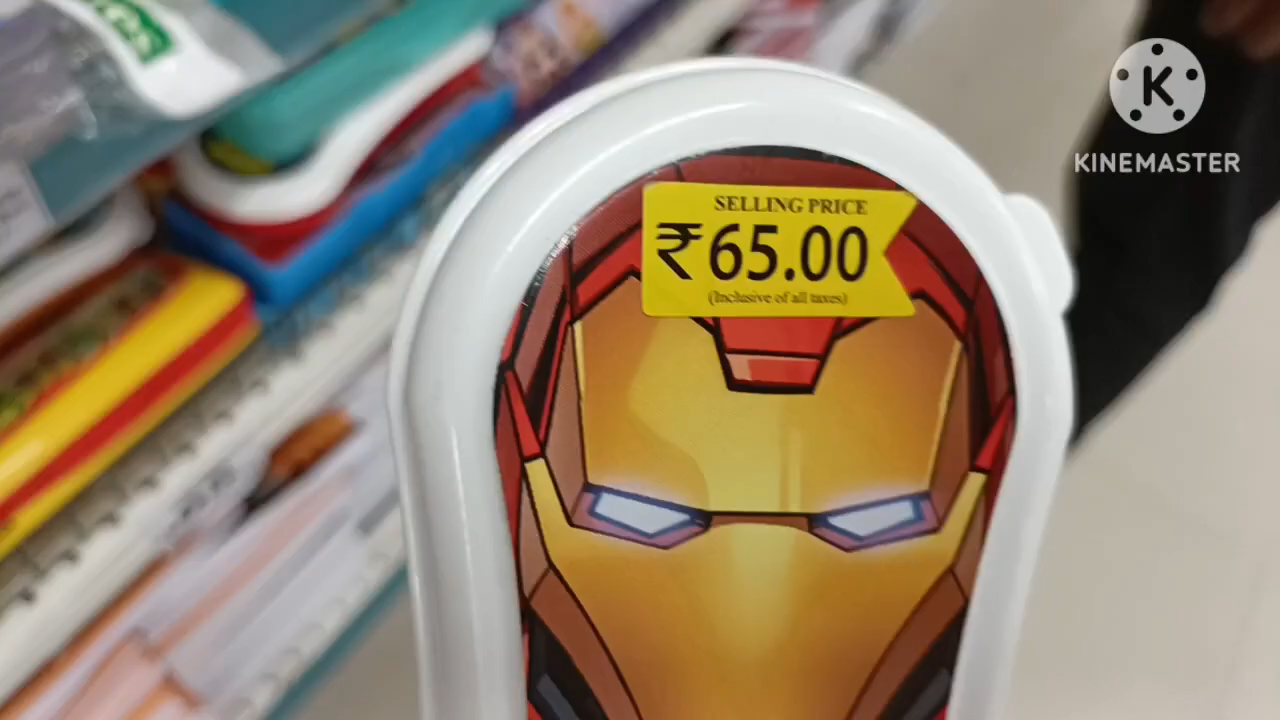 SELLING PRICE
₹65.00
(Inclusive of all taxes)
K
KINEMASTER